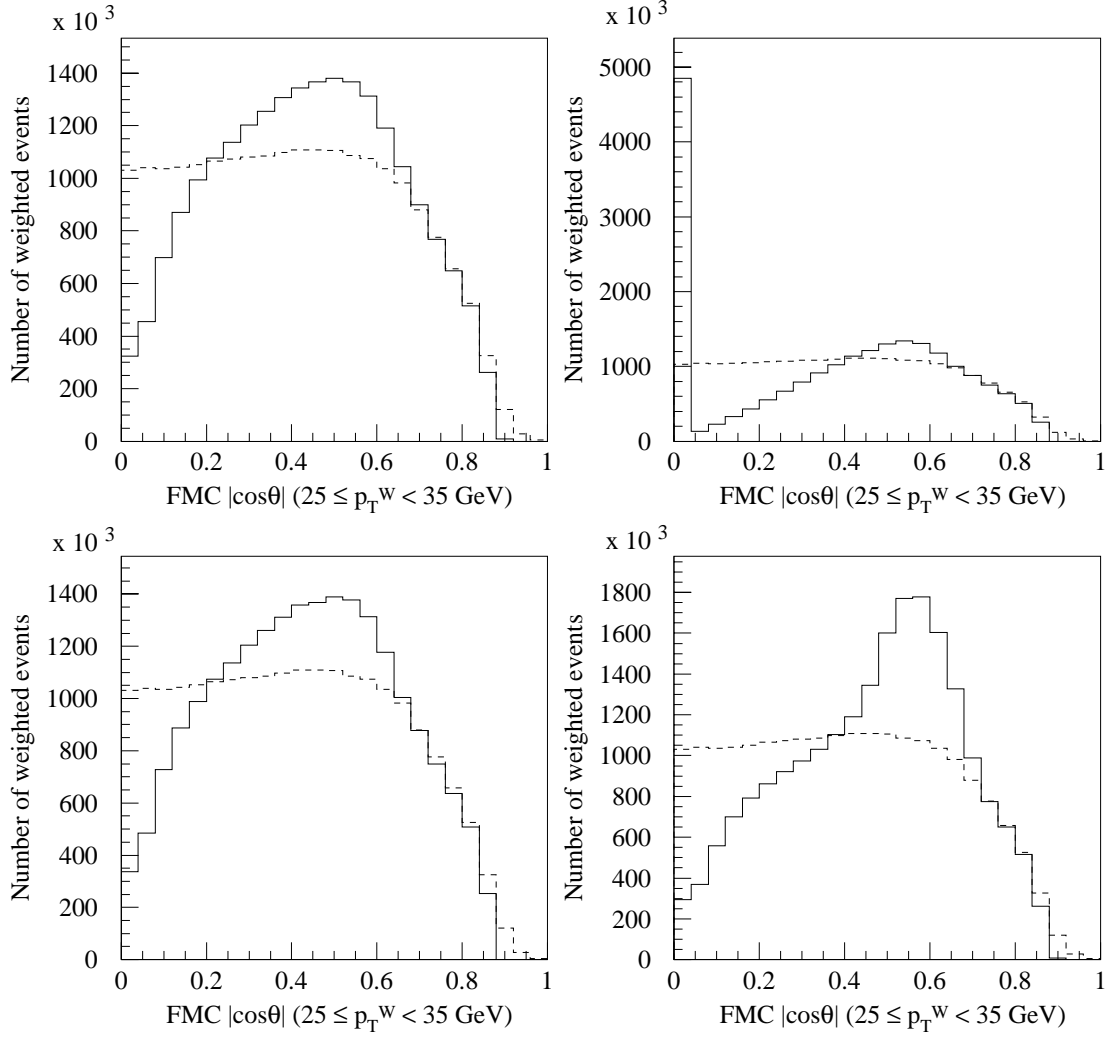 x 10 3
Number of weighted events
1400
1200
1000
800
600
400
200
0
0 0.2 0.4 0.6 0.8 1
FMC |cosθ| (25 ≤ pTW < 35 GeV)
x 10 3
Number of weighted events
5000
4000
3000
2000
1000
0
0 0.2 0.4 0.6 0.8 1
FMC |cosθ| (25 ≤ pTW < 35 GeV)
x 10 3
Number of weighted events
1400
1200
1000
800
600
400
200
0
0 0.2 0.4 0.6 0.8 1
FMC |cosθ| (25 ≤ pTW < 35 GeV)
x 10 3
Number of weighted events
1800
1600
1400
1200
1000
800
600
400
200
0
0 0.2 0.4 0.6 0.8 1
FMC |cosθ| (25 ≤ pTW < 35 GeV)